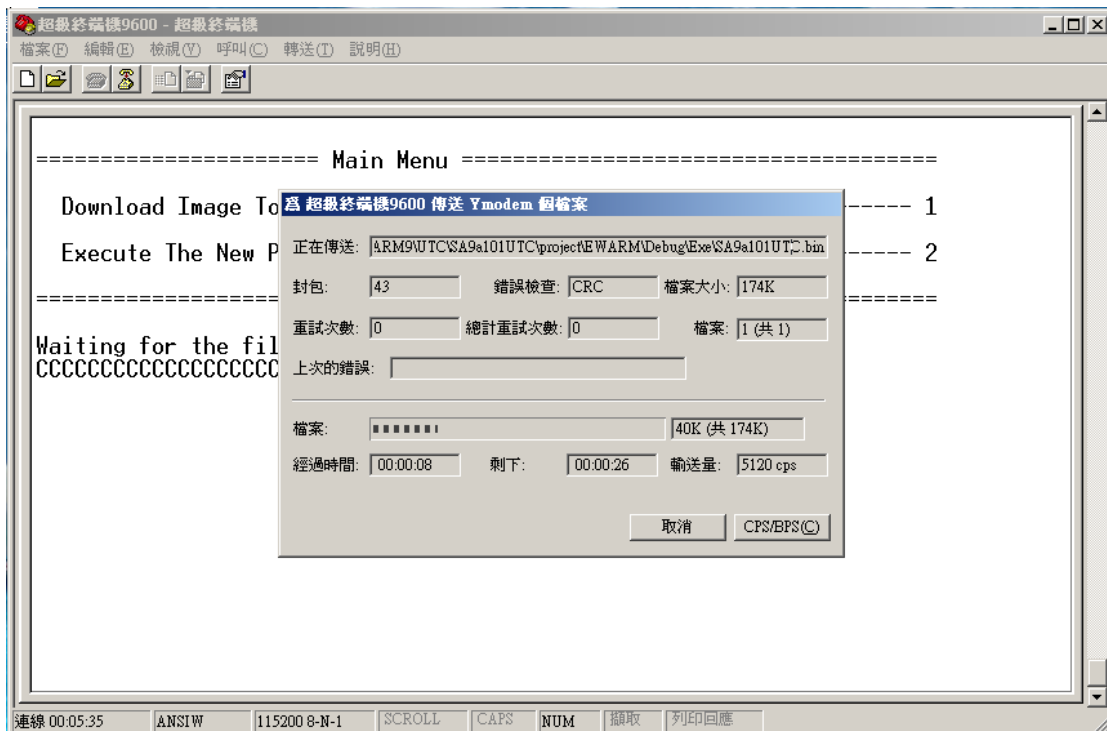 超級終端機9600 - 超級終端機
檔案(F) 編輯(E) 檢視(V) 呼叫(C) 轉送(T) 說明(H)
====================== Main Menu =====================================
Download Image To ----- 1
Execute The New P ----- 2
Waiting for the fil
CCCCCCCCCCCCCCCCCCC
為 超級終端機9600 傳送 Ymodem 個檔案
正在傳送: ARM9\UTC\SA9a101UTC\project\EWARM\Debug\Exe\SA9a101UTC.bin
封包: 43 錯誤檢查: CRC 檔案大小: 174K
重試次數: 0 總計重試次數: 0 檔案: 1 (共 1)
上次的錯誤:
檔案: 40K (共 174K)
經過時間: 00:00:08 剩下: 00:00:26 輸送量: 5120 cps
取消 CPS/BPS(C)
連線 00:05:35 ANSIW 115200 8-N-1 SCROLL CAPS NUM 擷取 列印回應